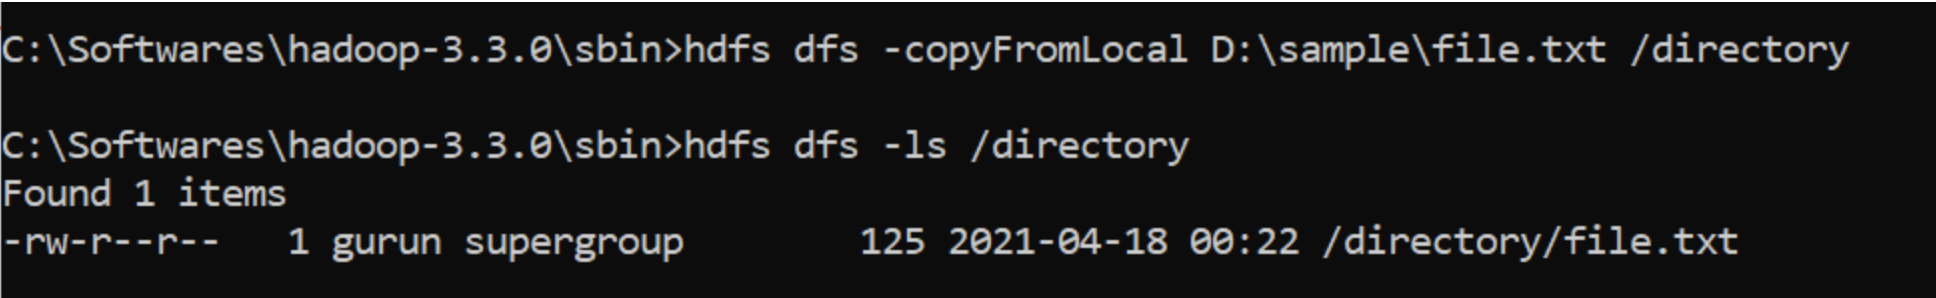 C:\Softwares\hadoop-3.3.0\sbin>hdfs dfs -copyFromLocal D:\sample\file.txt /directory
C:\Softwares\hadoop-3.3.0\sbin>hdfs dfs -ls /directory
Found 1 items
-rw-r--r--   1 gurun supergroup        125 2021-04-18 00:22 /directory/file.txt